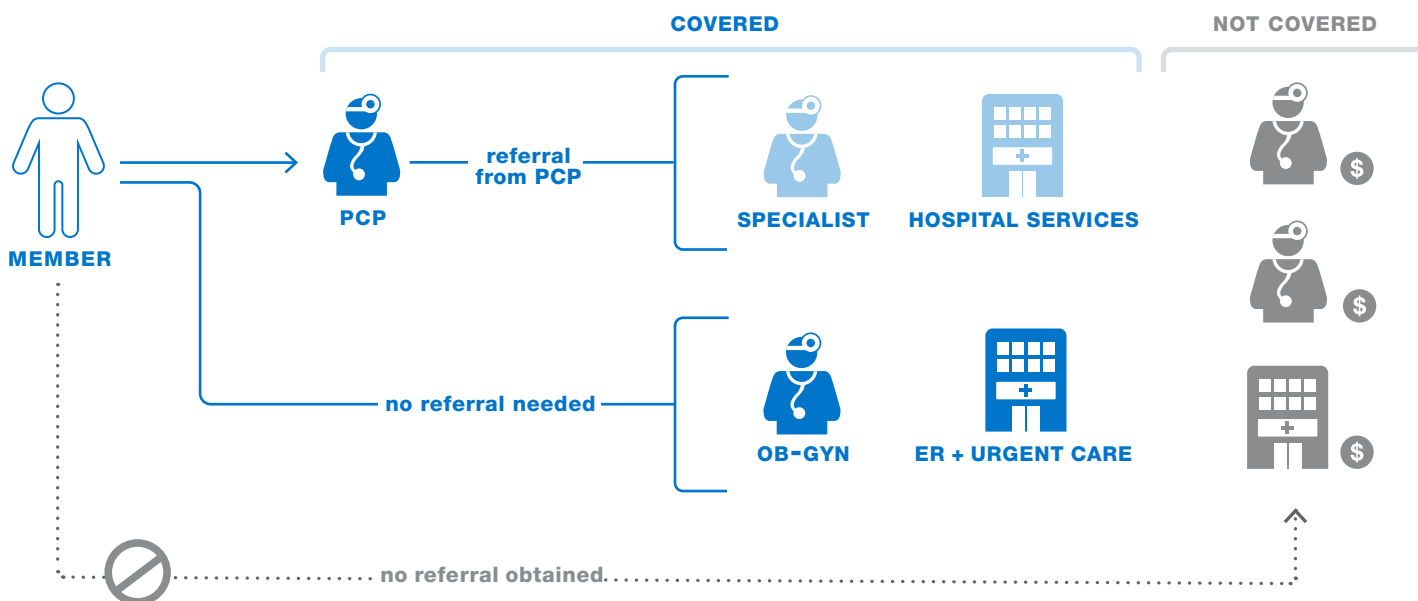 COVERED
NOT COVERED
referral
from PCP
PCP
SPECIALIST
HOSPITAL SERVICES
$
MEMBER
$
no referral needed
OB-GYN
ER + URGENT CARE
$
no referral obtained